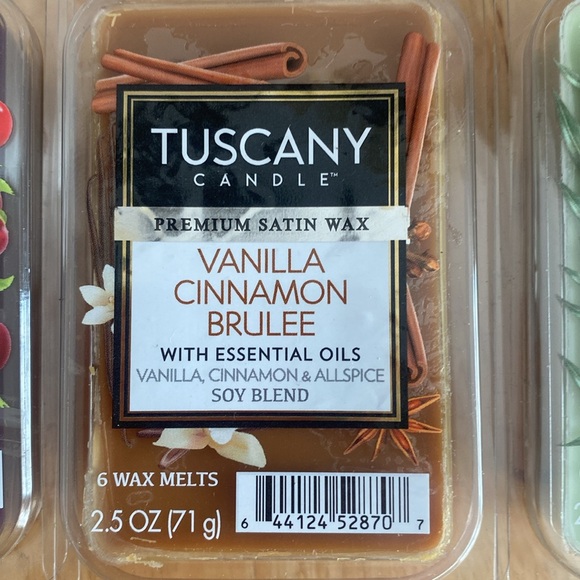 TUSCANY
CANDLE™
PREMIUM SATIN WAX
VANILLA
CINNAMON
BRULEE
WITH ESSENTIAL OILS
VANILLA, CINNAMON & ALLSPICE
SOY BLEND
6 WAX MELTS
2.5 OZ (71 g)
6 44124 52870 7